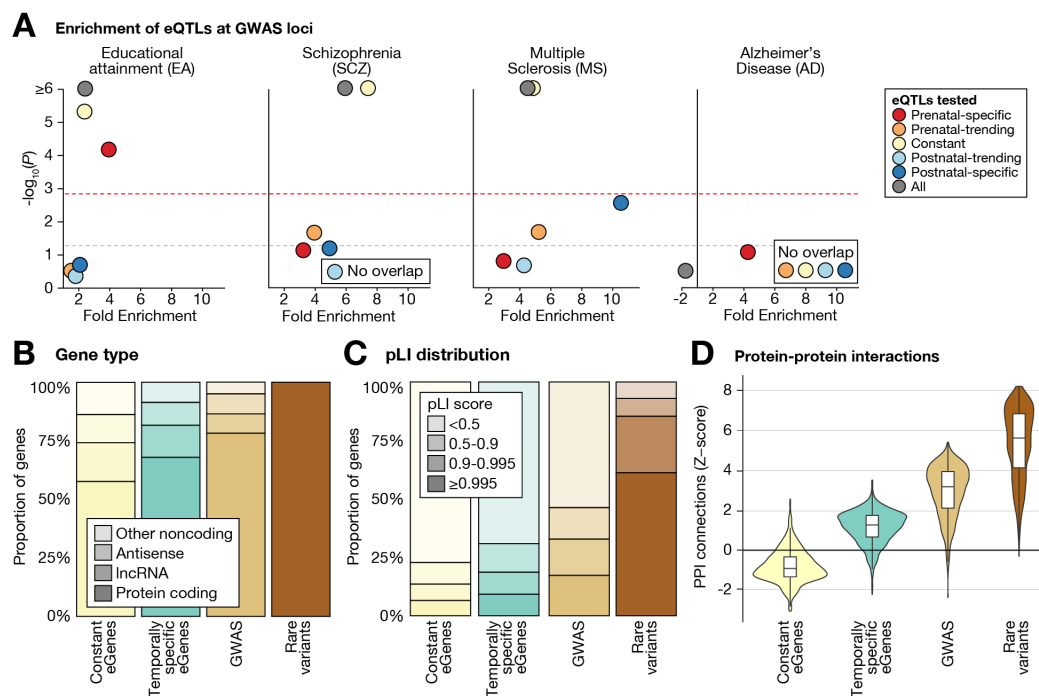 A Enrichment of eQTLs at GWAS loci
Educational
attainment (EA)
Schizophrenia
(SCZ)
Multiple
Sclerosis (MS)
Alzheimer's
Disease (AD)
-log10(P)
≥6
5
4
3
2
1
0
2 4 6 8 10
Fold Enrichment
2 4 6 8 10
Fold Enrichment
No overlap
2 4 6 8 10
Fold Enrichment
-2 2 4 6 8 10
Fold Enrichment
No overlap
eQTLs tested
Prenatal-specific
Prenatal-trending
Constant
Postnatal-trending
Postnatal-specific
All
B Gene type
Proportion of genes
100%
75%
50%
25%
0%
Other noncoding
Antisense
lncRNA
Protein coding
Constant
eGenes
Temporally
specific
eGenes
GWAS
Rare
variants
C pLI distribution
Proportion of genes
100%
75%
50%
25%
0%
pLI score
<0.5
0.5-0.9
0.9-0.995
≥0.995
Constant
eGenes
Temporally
specific
eGenes
GWAS
Rare
variants
D Protein-protein interactions
PPI connections (Z−score)
8
6
4
2
0
-2
Constant
eGenes
Temporally
specific
eGenes
GWAS
Rare
variants